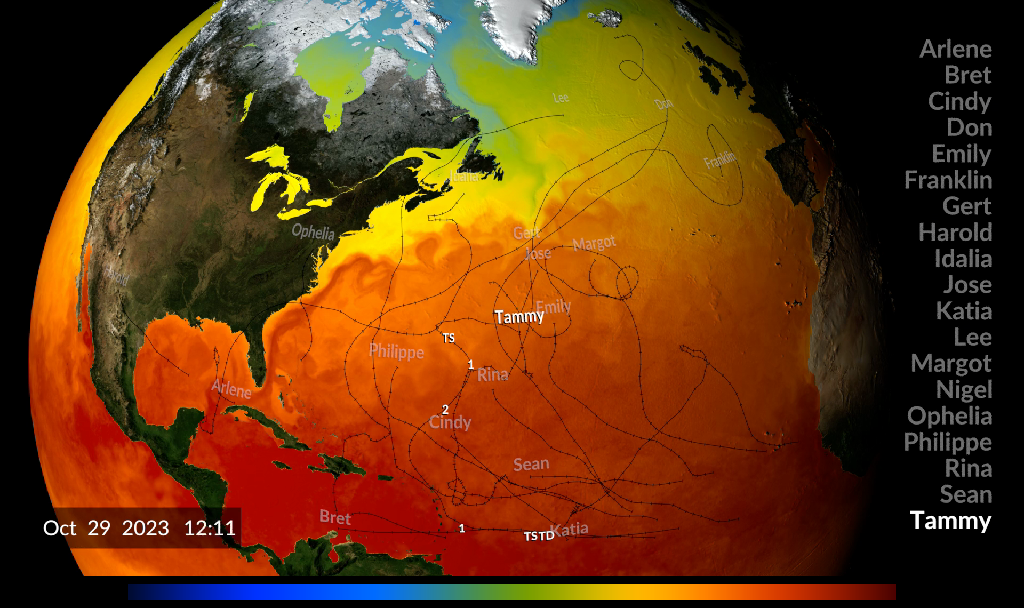 Lee
Don
Franklin
Idalia
Ophelia
Gert
Margot
Jose
Emily
Tammy
TS
Philippe
1
Rina
Arlene
2
Cindy
Sean
Bret
1
TSTD
Katia
Oct 29 2023 12:11
Arlene
Bret
Cindy
Don
Emily
Franklin
Gert
Harold
Idalia
Jose
Katia
Lee
Margot
Nigel
Ophelia
Philippe
Rina
Sean
Tammy